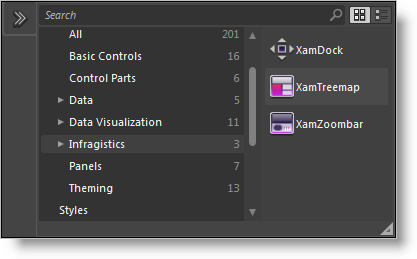 Search
All 201
Basic Controls 16
Control Parts 6
Data 5
Data Visualization 11
Infragistics 3
Panels 7
Theming 13
Styles
XamDock
XamTreemap
XamZoombar